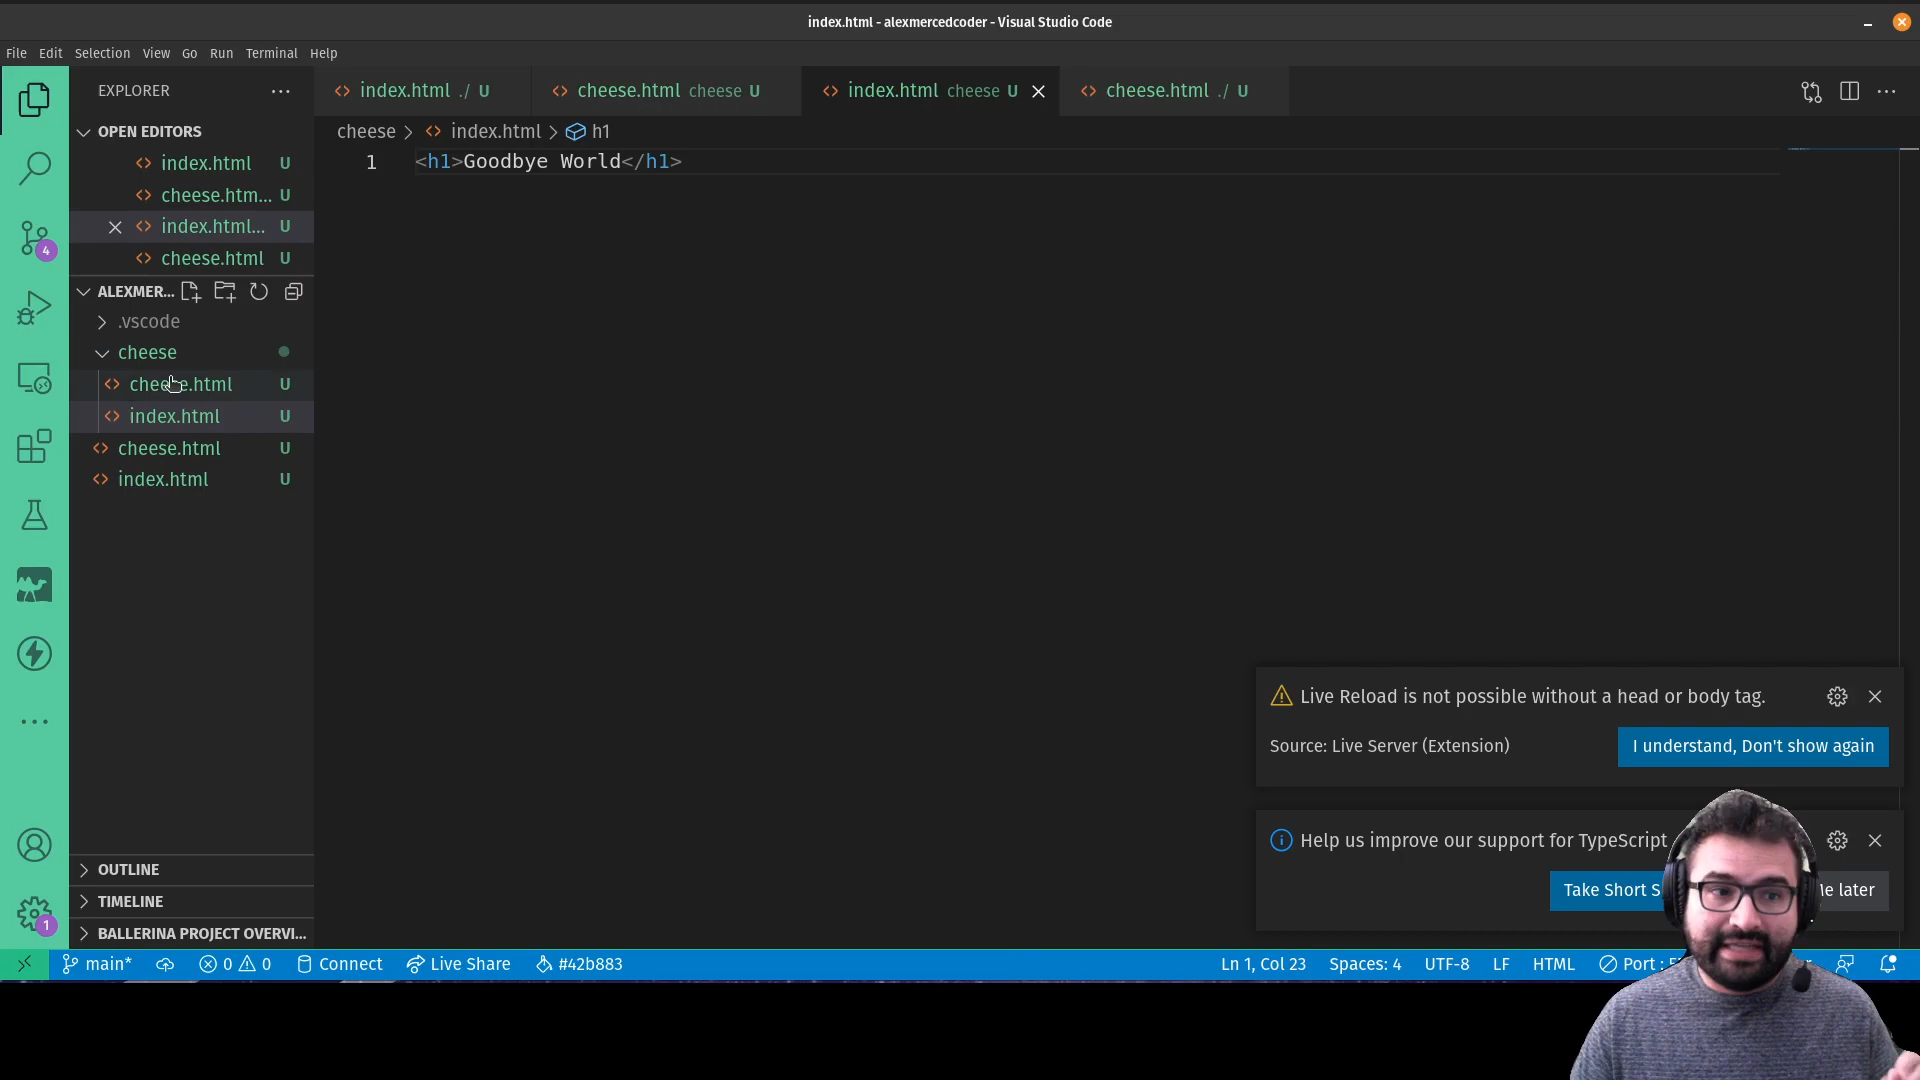 index.html - alexmercedcoder - Visual Studio Code
File Edit Selection View Go Run Terminal Help
EXPLORER
index.html ./ U
cheese.html cheese U
index.html cheese U
cheese.html ./ U
OPEN EDITORS
index.html U
cheese.htm... U
index.html... U
cheese.html U
cheese > index.html > h1
1 <h1>Goodbye World</h1>
ALEXMER...
.vscode
cheese
cheese.html U
index.html U
cheese.html U
index.html U
4
Live Reload is not possible without a head or body tag.
Source: Live Server (Extension)
I understand, Don't show again
Help us improve our support for TypeScript
Take Short
later
OUTLINE
TIMELINE
BALLERINA PROJECT OVERVI...
1
main* 0 0 Connect Live Share #42b883
Ln 1, Col 23 Spaces: 4 UTF-8 LF HTML Port :